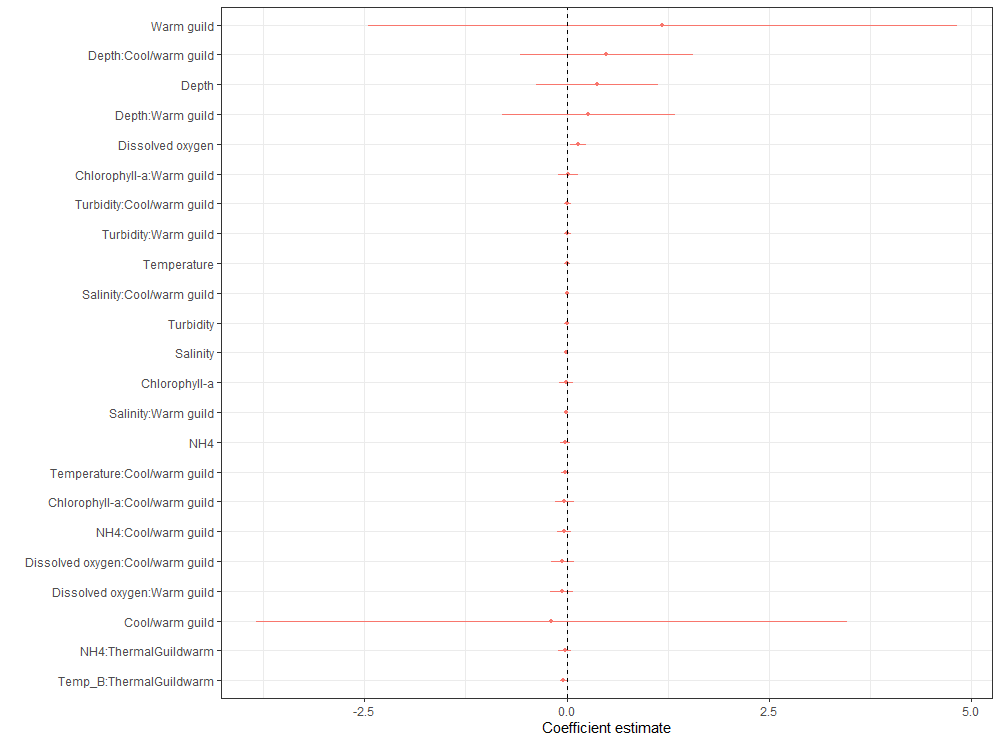 Warm guild
Depth:Cool/warm guild
Depth
Depth:Warm guild
Dissolved oxygen
Chlorophyll-a:Warm guild
Turbidity:Cool/warm guild
Turbidity:Warm guild
Temperature
Salinity:Cool/warm guild
Turbidity
Salinity
Chlorophyll-a
Salinity:Warm guild
NH4
Temperature:Cool/warm guild
Chlorophyll-a:Cool/warm guild
NH4:Cool/warm guild
Dissolved oxygen:Cool/warm guild
Dissolved oxygen:Warm guild
Cool/warm guild
NH4:ThermalGuildwarm
Temp_B:ThermalGuildwarm
-2.5 0.0 2.5 5.0
Coefficient estimate